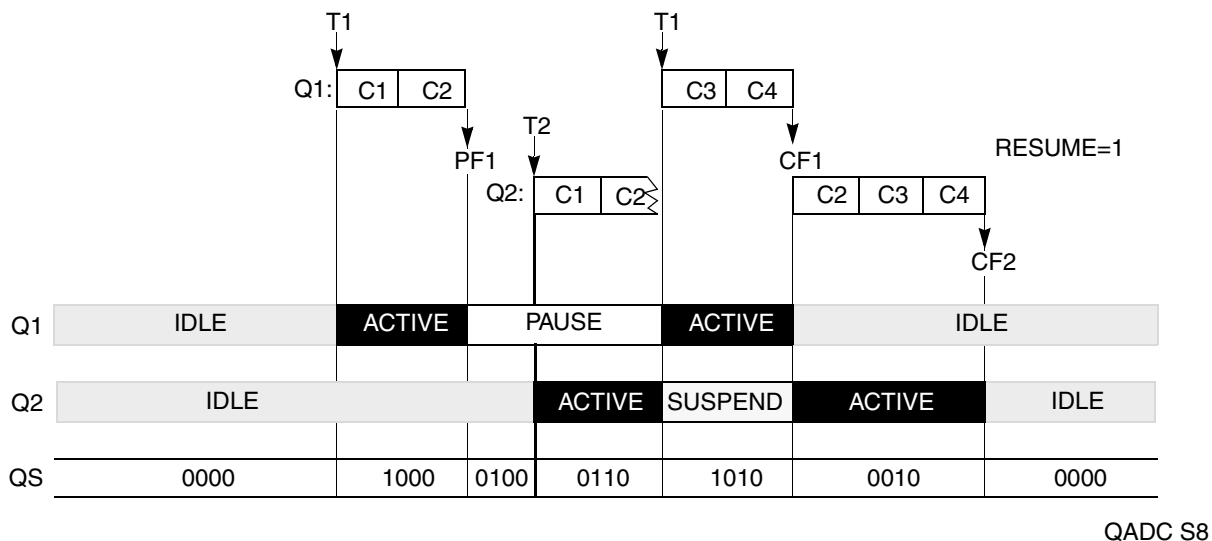 T1 T1
Q1: C1 C2 C3 C4
T2
PF1 CF1 RESUME=1
Q2: C1 C2 C2 C3 C4
CF2
Q1 IDLE ACTIVE PAUSE ACTIVE IDLE
Q2 IDLE ACTIVE SUSPEND ACTIVE IDLE
QS 0000 1000 0100 0110 1010 0010 0000
QADC S8